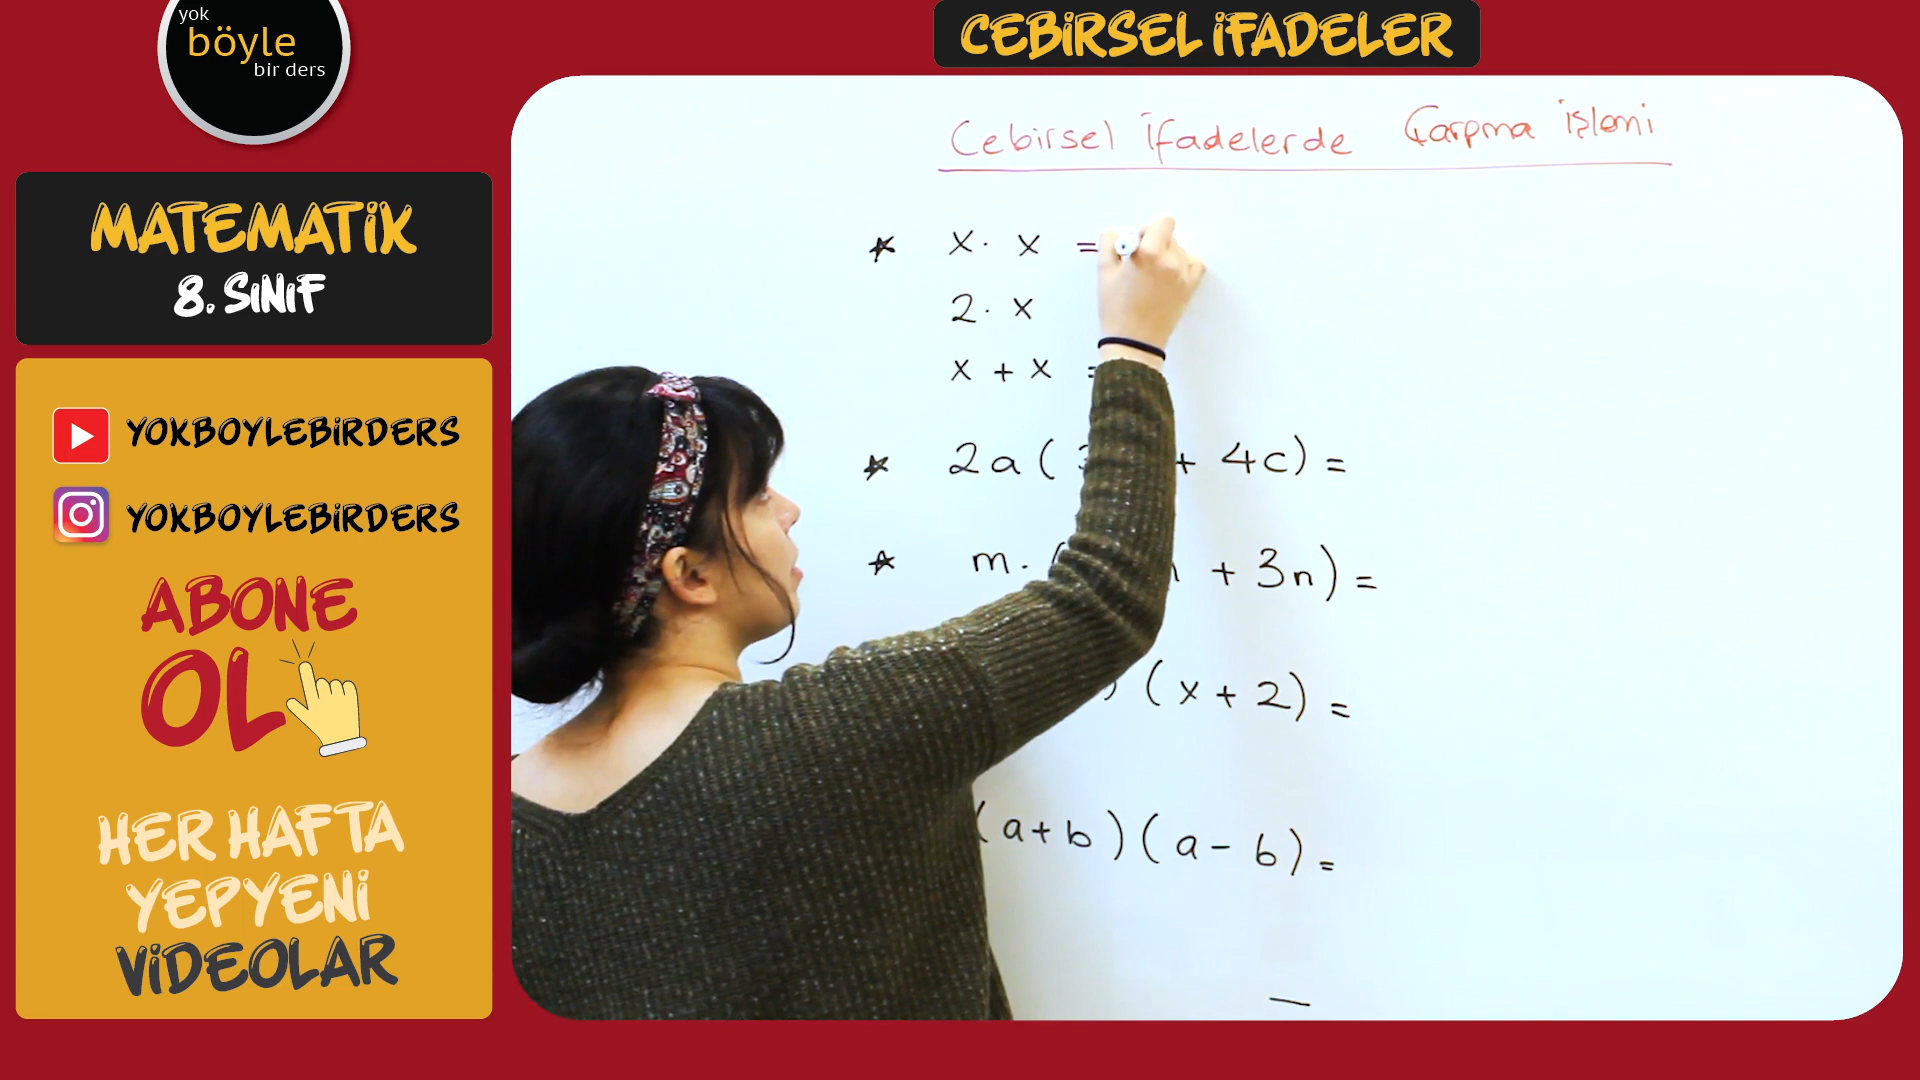 yok
böyle
bir ders
CEBİRSEL İFADELER
MATEMATİK
8. SINIF
YOKBOYLEBİRDERS
YOKBOYLEBİRDERS
ABONE
OL
HER HAFTA
YEPYENİ
VİDEOLAR
Cebirsel İfadelerde Çarpma İşlemi
x . x =
2 . x
x + x =
2a ( + 4c) =
m . ( + 3n) =
) (x + 2) =
(a + b) (a - b) =